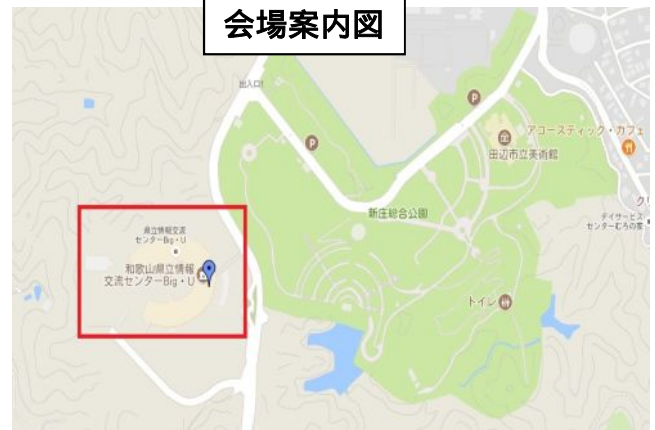 会場案内図
出入口1
P
P
田辺市立美術館
アコースティック・カフェ
新庄総合公園
デイサービス
センターむろの家
県立情報交流
センターBig・U
和歌山県立情報
交流センターBig・U
トイレ